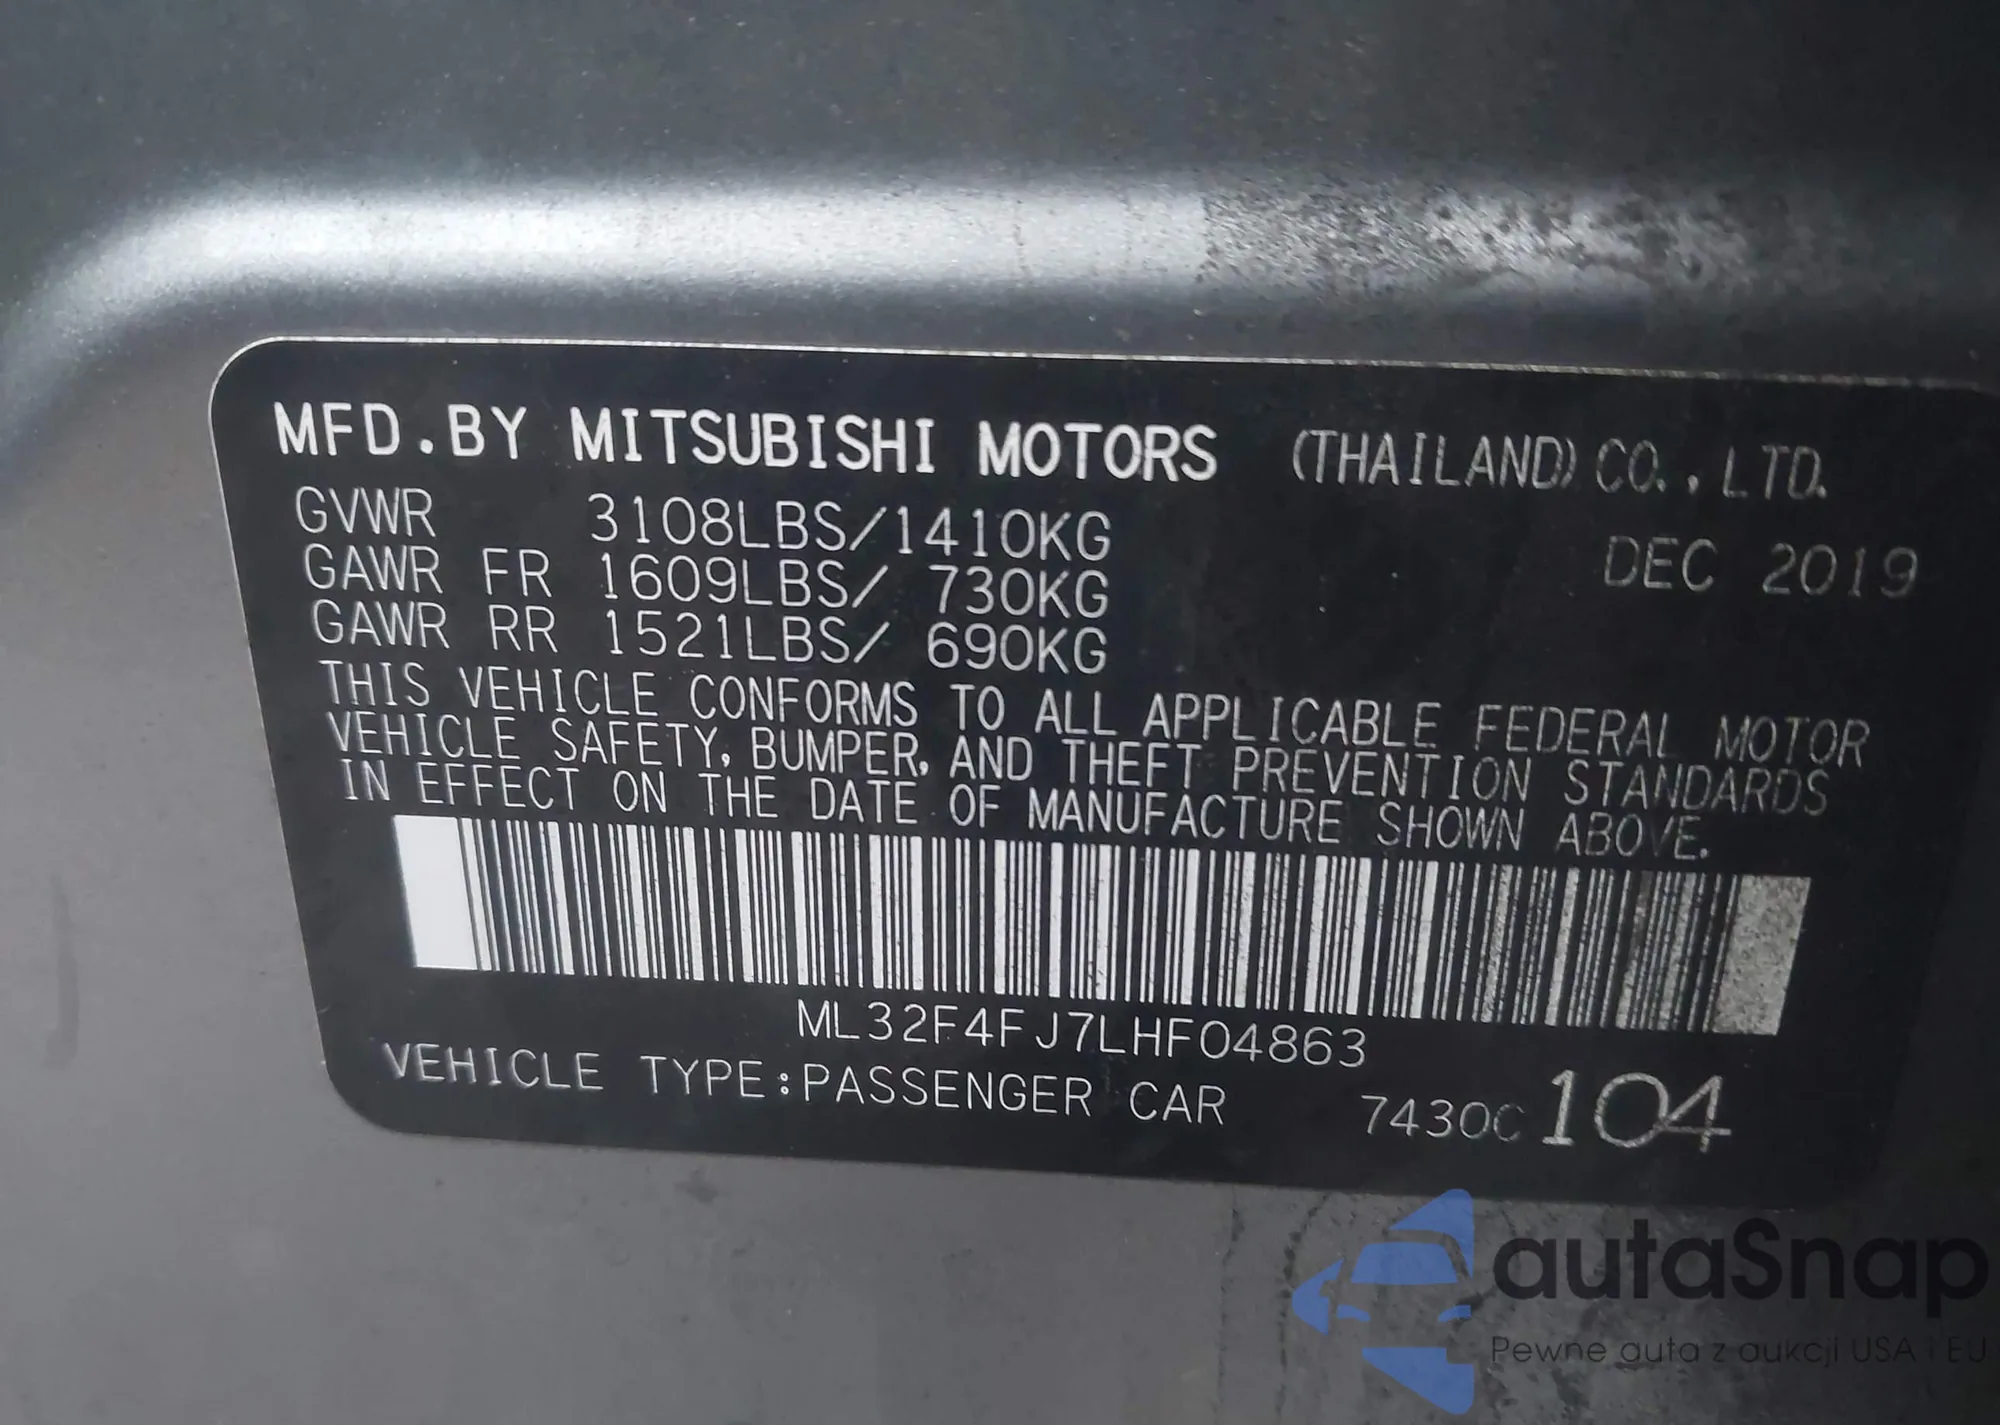 MFD.BY MITSUBISHI MOTORS (THAILAND) CO.,LTD.
GVWR 3108LBS/1410KG DEC 2019
GAWR FR 1609LBS/ 730KG
GAWR RR 1521LBS/ 690KG
THIS VEHICLE CONFORMS TO ALL APPLICABLE FEDERAL MOTOR
VEHICLE SAFETY, BUMPER, AND THEFT PREVENTION STANDARDS
IN EFFECT ON THE DATE OF MANUFACTURE SHOWN ABOVE.
ML32F4FJ7LHF04863
VEHICLE TYPE:PASSENGER CAR 7430C 104
autaSnap
Pewne auta z aukcji USA i EU